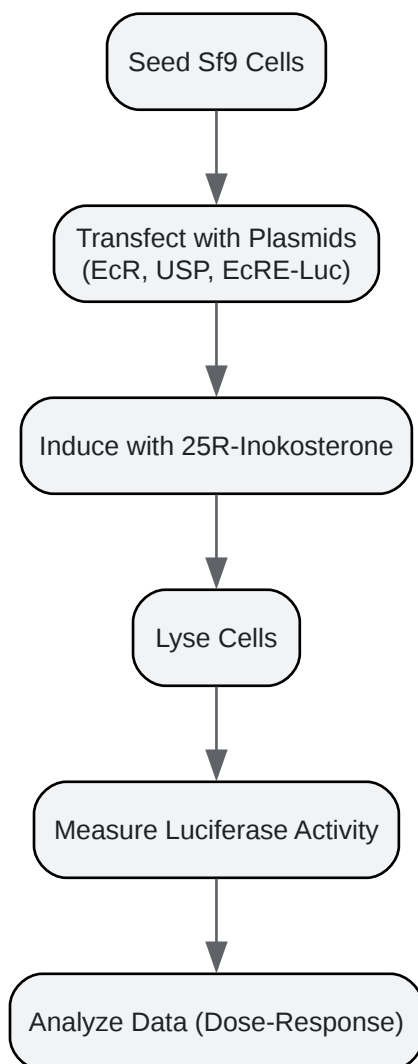 Seed Sf9 Cells
Transfect with Plasmids
(EcR, USP, EcRE-Luc)
Induce with 25R-Inokosterone
Lyse Cells
Measure Luciferase Activity
Analyze Data (Dose-Response)